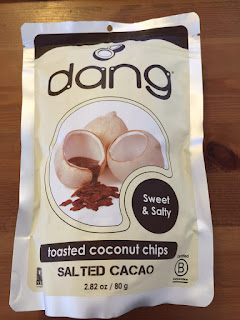 dang
Sweet
& Salty
toasted coconut chips
SALTED CACAO
2.82 oz / 80 g
B